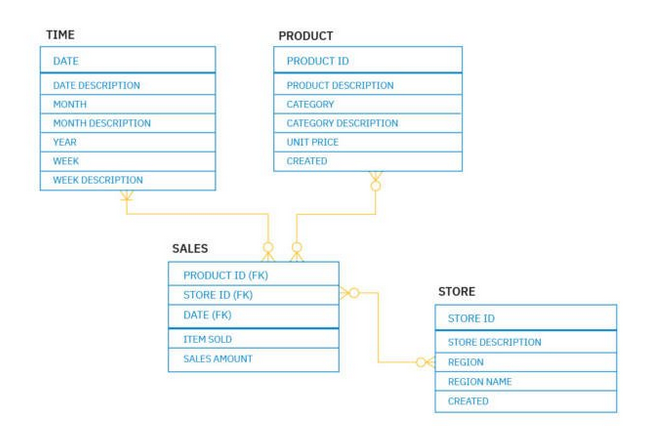 TIME
DATE
DATE DESCRIPTION
MONTH
MONTH DESCRIPTION
YEAR
WEEK
WEEK DESCRIPTION
PRODUCT
PRODUCT ID
PRODUCT DESCRIPTION
CATEGORY
CATEGORY DESCRIPTION
UNIT PRICE
CREATED
SALES
PRODUCT ID (FK)
STORE ID (FK)
DATE (FK)
ITEM SOLD
SALES AMOUNT
STORE
STORE ID
STORE DESCRIPTION
REGION
REGION NAME
CREATED